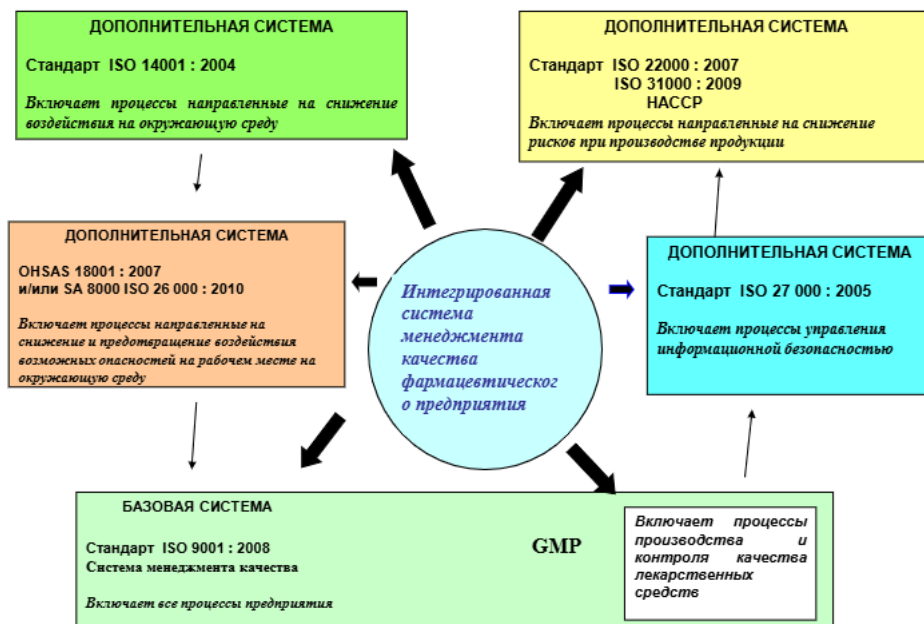 ДОПОЛНИТЕЛЬНАЯ СИСТЕМА
Стандарт ISO 14001 : 2004
Включает процессы направленные на снижение
воздействия на окружающую среду
ДОПОЛНИТЕЛЬНАЯ СИСТЕМА
Стандарт ISO 22000 : 2007
ISO 31000 : 2009
НАССР
Включает процессы направленные на снижение
рисков при производстве продукции
ДОПОЛНИТЕЛЬНАЯ СИСТЕМА
OHSAS 18001 : 2007
и/или SA 8000 ISO 26 000 : 2010
Включает процессы направленные на
снижение и предотвращение воздействия
возможных опасностей на рабочем месте на
окружающую среду
Интегрированная
система
менеджмента
качества
фармацевтическог
о предприятия
ДОПОЛНИТЕЛЬНАЯ СИСТЕМА
Стандарт ISO 27 000 : 2005
Включает процессы управления
информационной безопасностью
БАЗОВАЯ СИСТЕМА
Стандарт ISO 9001 : 2008
Система менеджмента качества
Включает все процессы предприятия
GMP
Включает процессы
производства и
контроля качества
лекарственных
средств